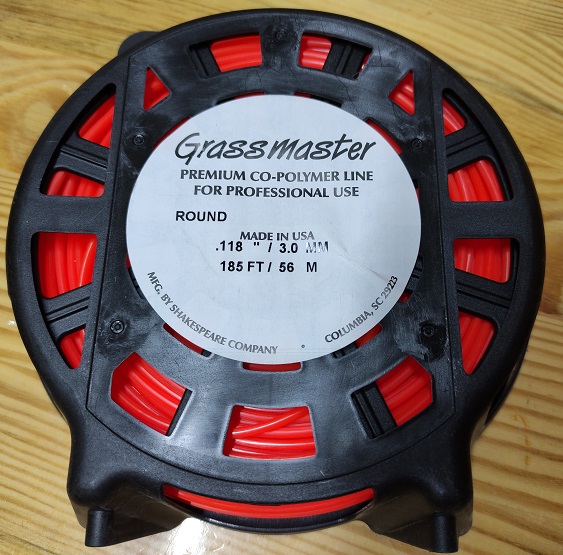 Grassmaster
PREMIUM CO-POLYMER LINE
FOR PROFESSIONAL USE
ROUND
MADE IN USA
.118 " / 3.0 MM
185 FT / 56 M
MFG. BY SHAKESPEARE COMPANY • COLUMBIA, SC 29223